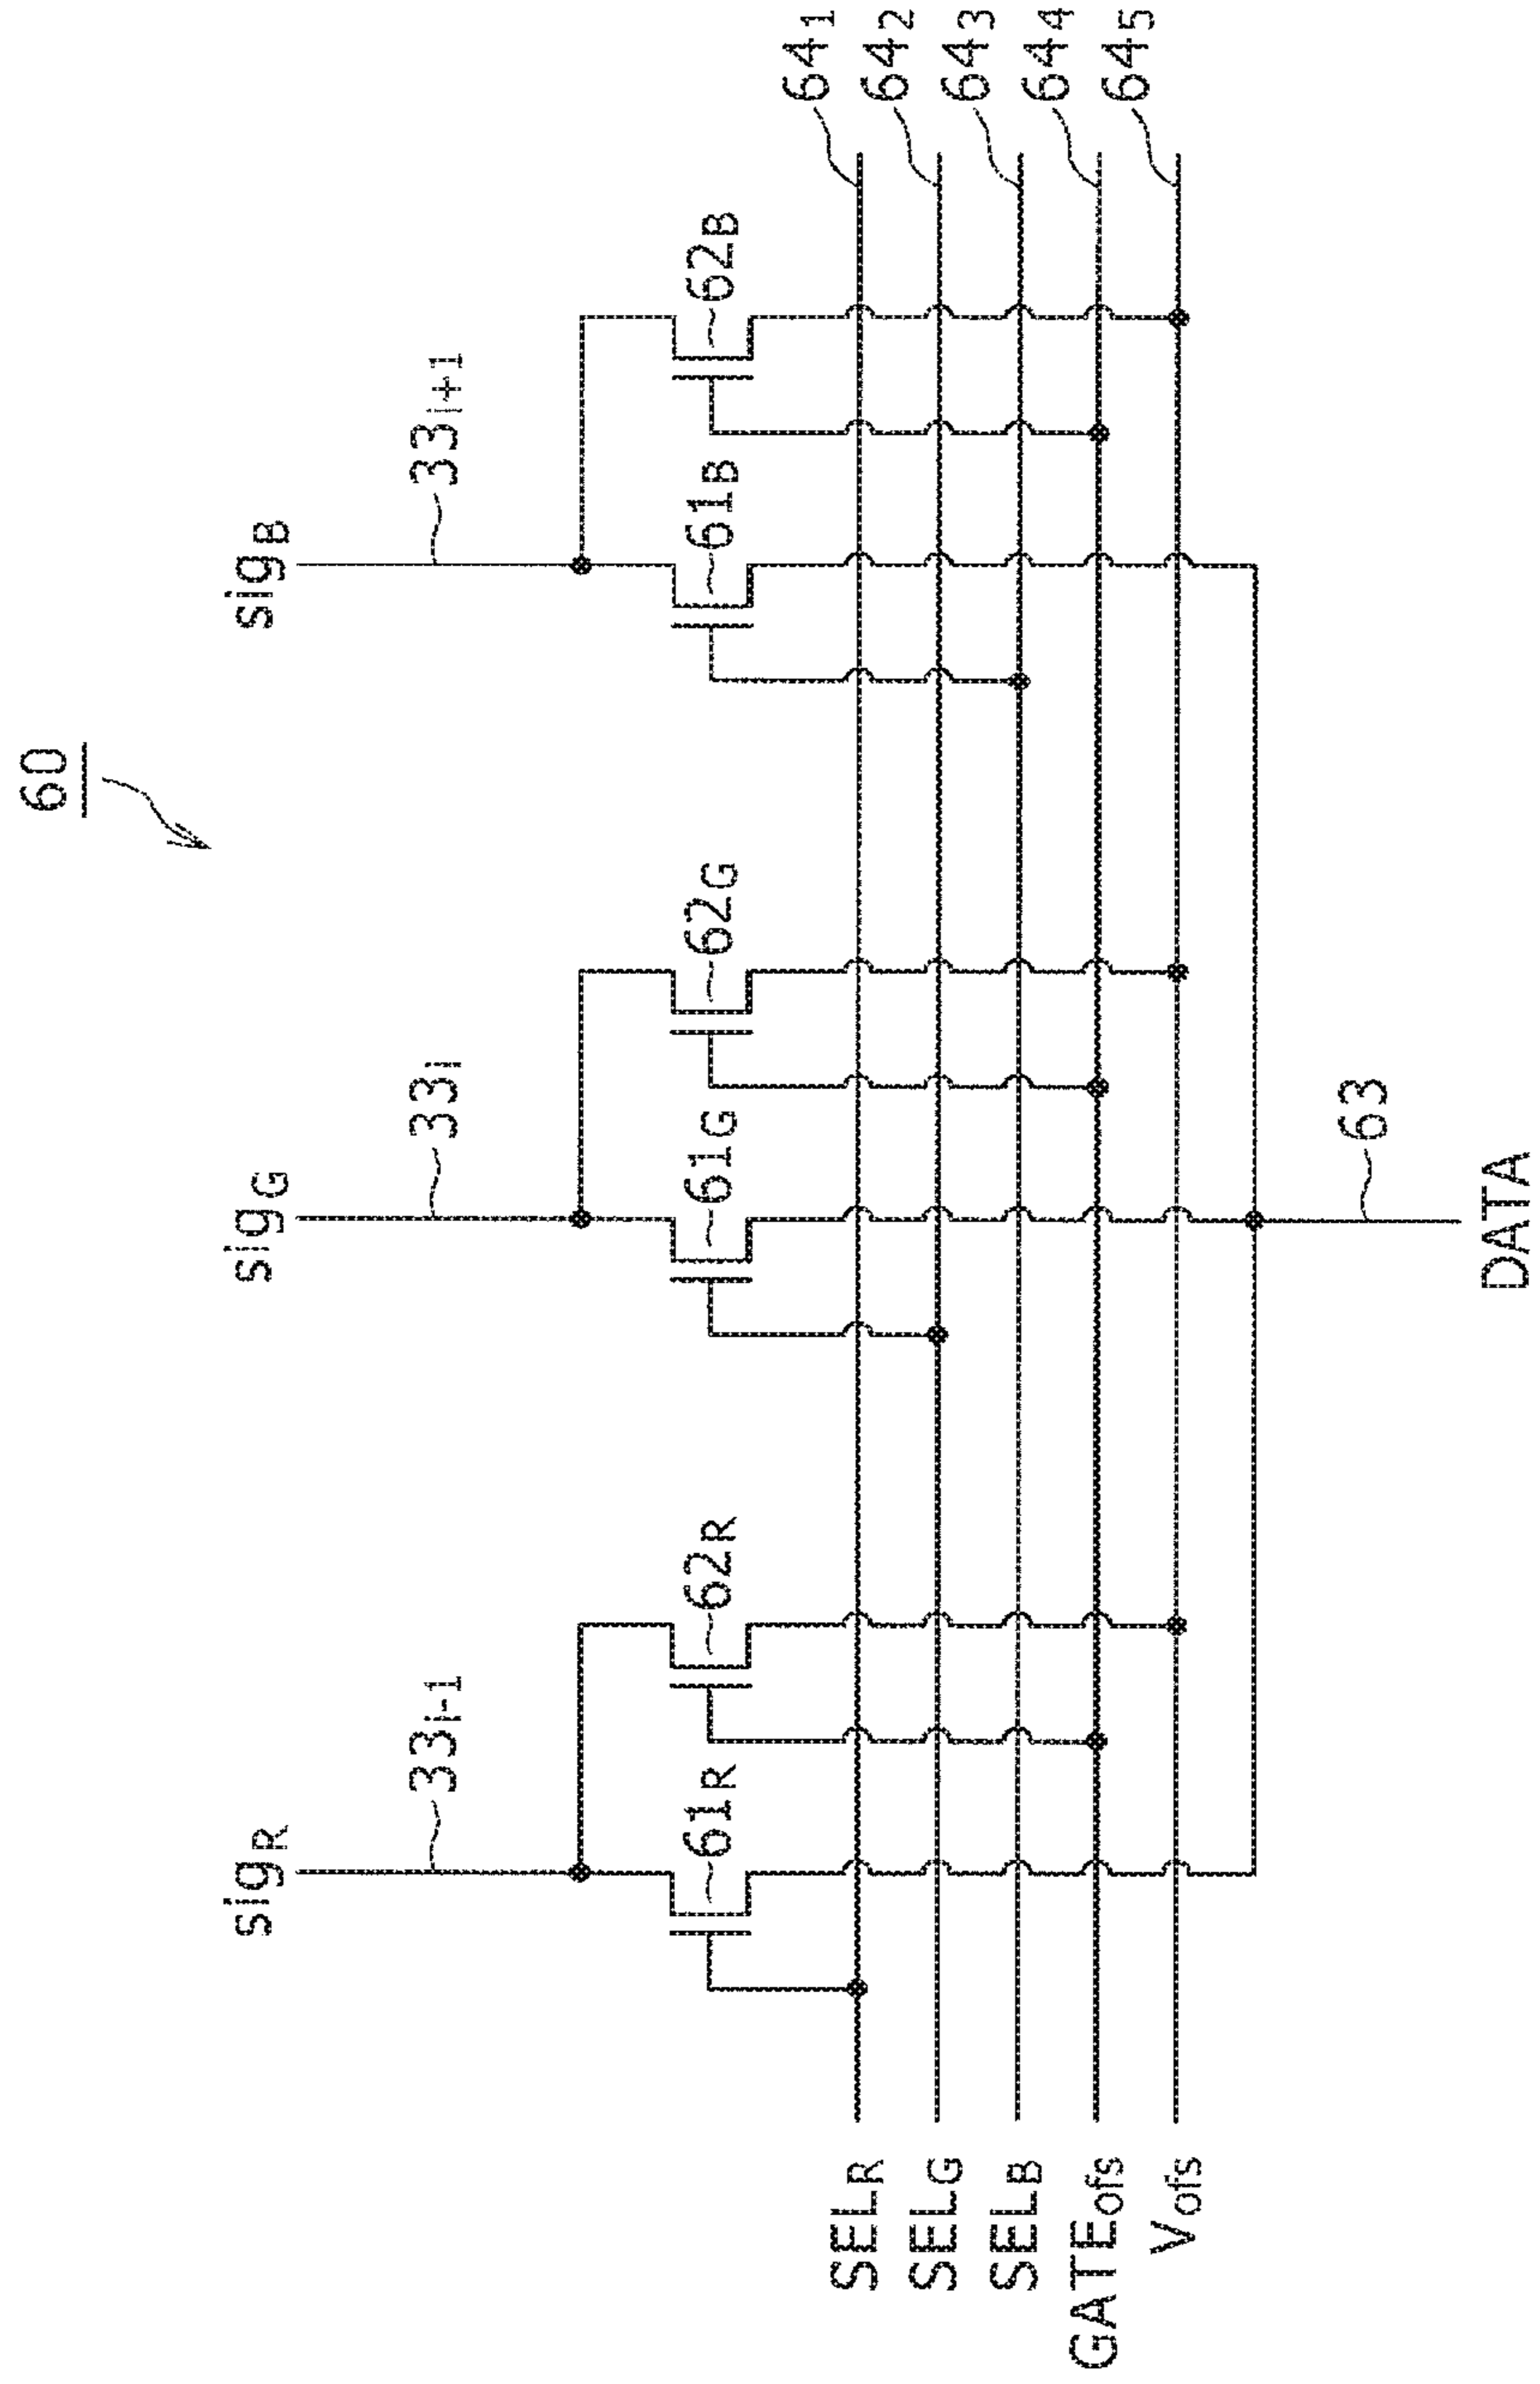 60
sigR
sigG
sigB
33i-1
33i
33i+1
61R
62R
61G
62G
61B
62B
SELR
641
SELG
642
SELB
643
GATEofs
644
Vofs
645
63
DATA